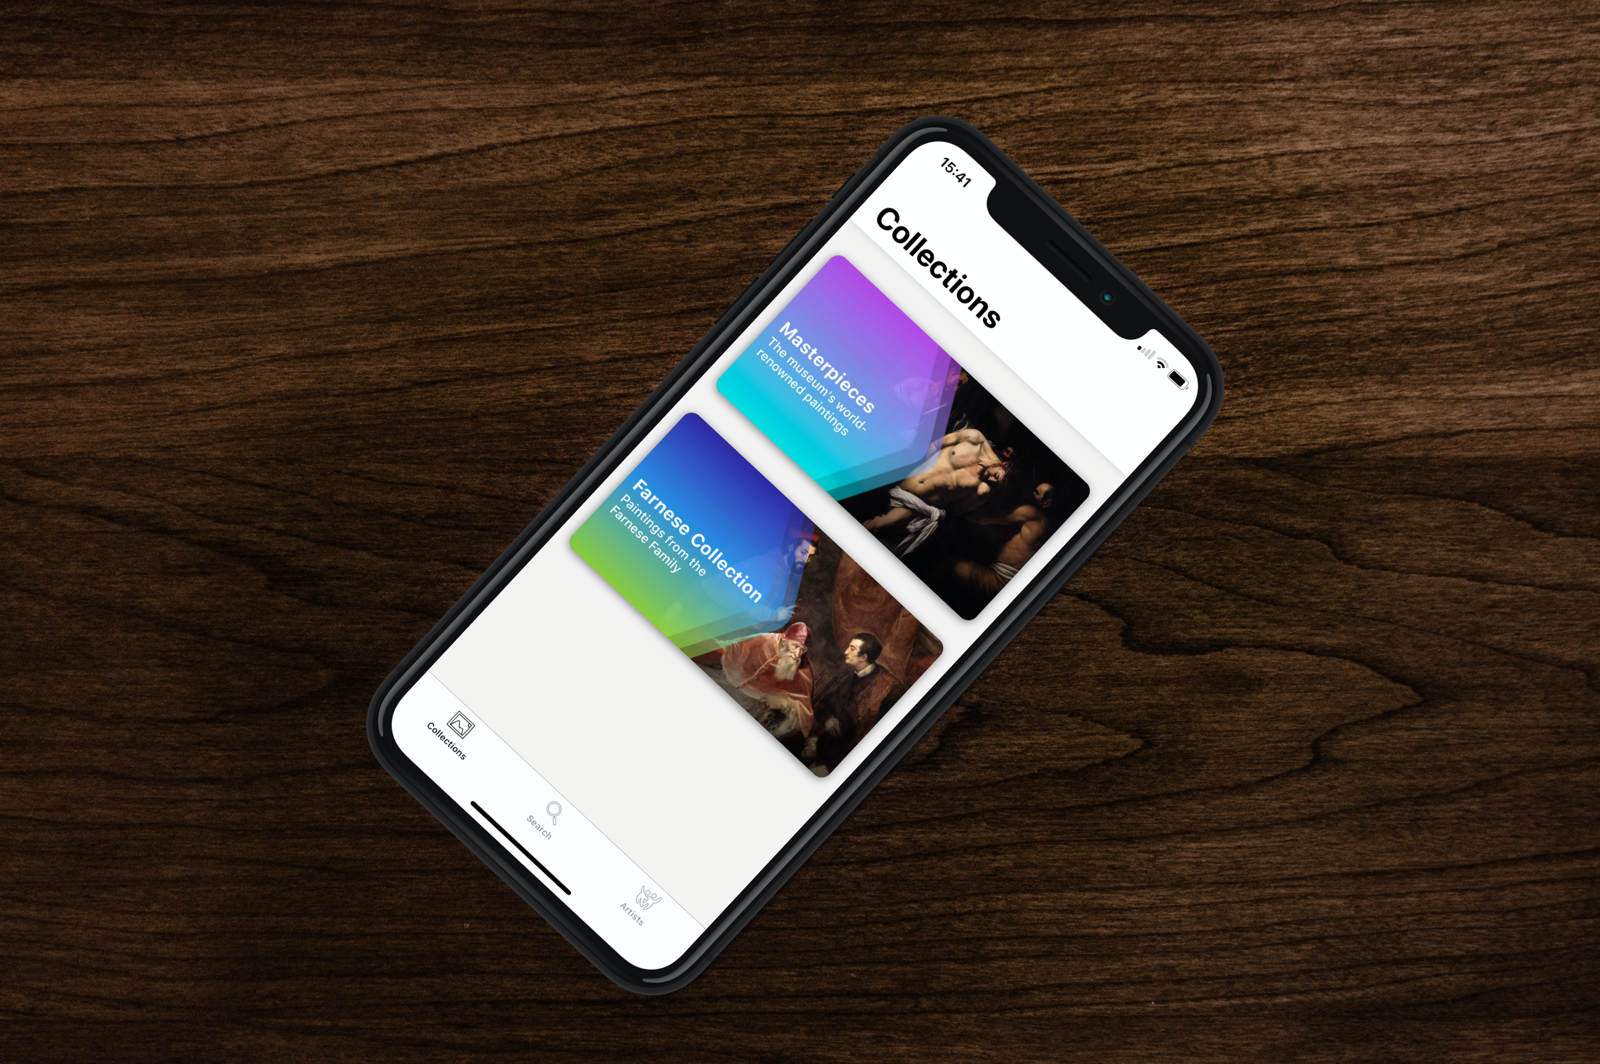 15:41
Collections
Masterpieces
The museum's world-
renowned paintings
Farnese Collection
Paintings from the
Farnese Family
Collections
Search
Artists